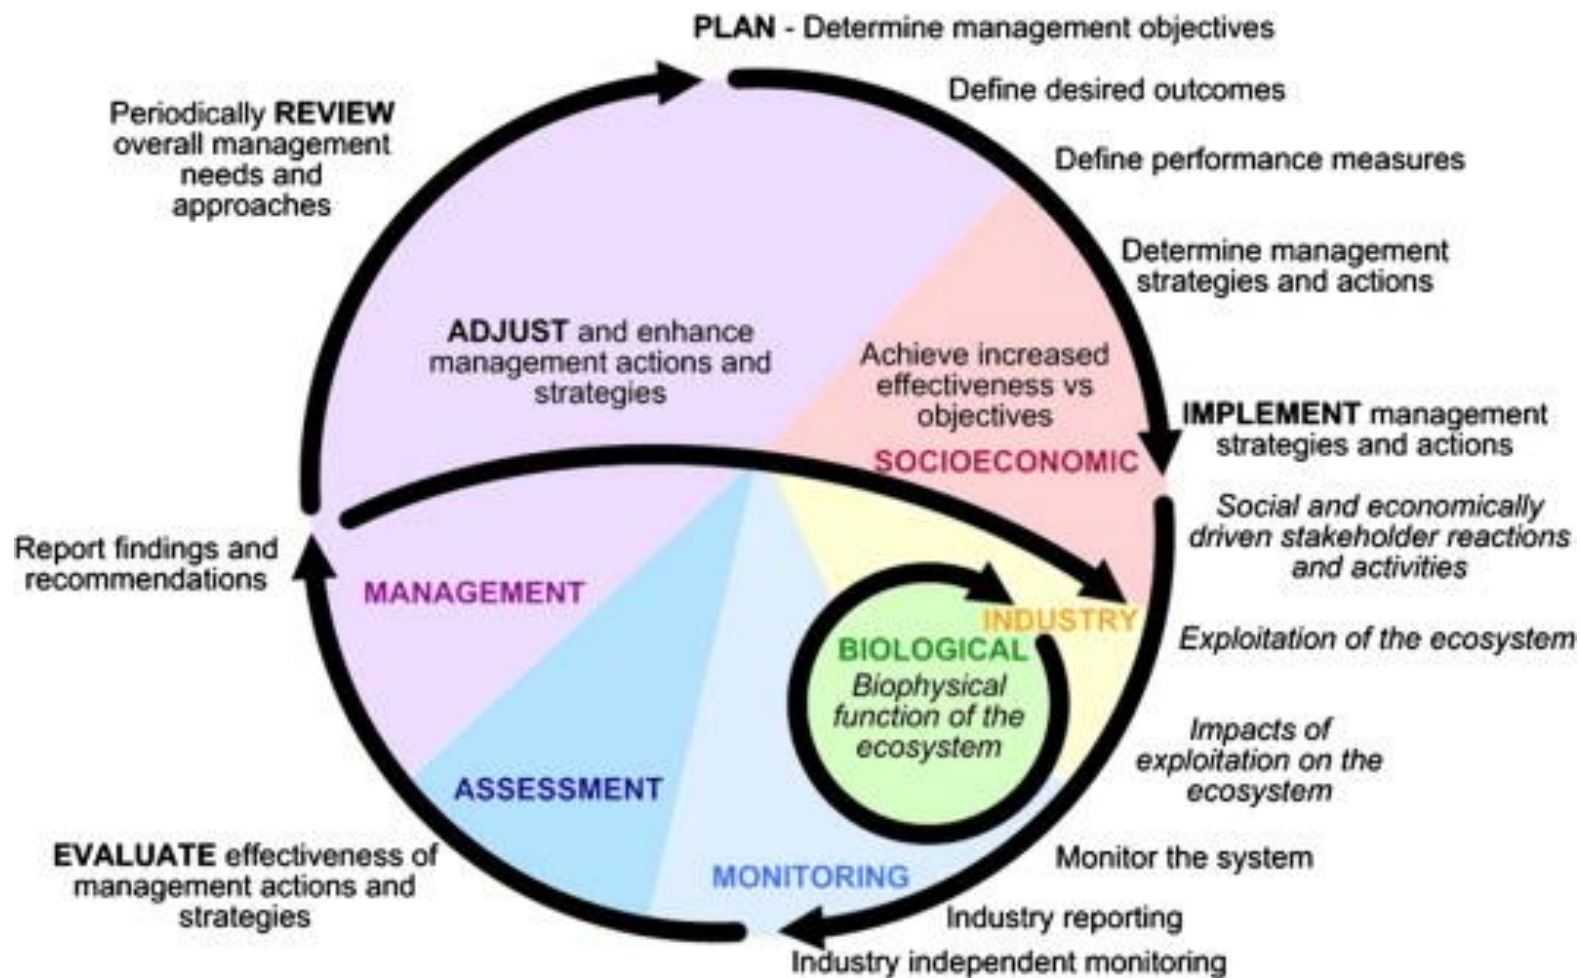 PLAN - Determine management objectives
Define desired outcomes
Define performance measures
Determine management
strategies and actions
IMPLEMENT management
strategies and actions
Social and economically
driven stakeholder reactions
and activities
Exploitation of the ecosystem
Impacts of
exploitation on the
ecosystem
Monitor the system
Industry reporting
Industry independent monitoring
EVALUATE effectiveness of
management actions and
strategies
Report findings and
recommendations
Periodically REVIEW
overall management
needs and
approaches
ADJUST and enhance
management actions and
strategies
Achieve increased
effectiveness vs
objectives
SOCIOECONOMIC
INDUSTRY
BIOLOGICAL
Biophysical
function of the
ecosystem
MONITORING
ASSESSMENT
MANAGEMENT